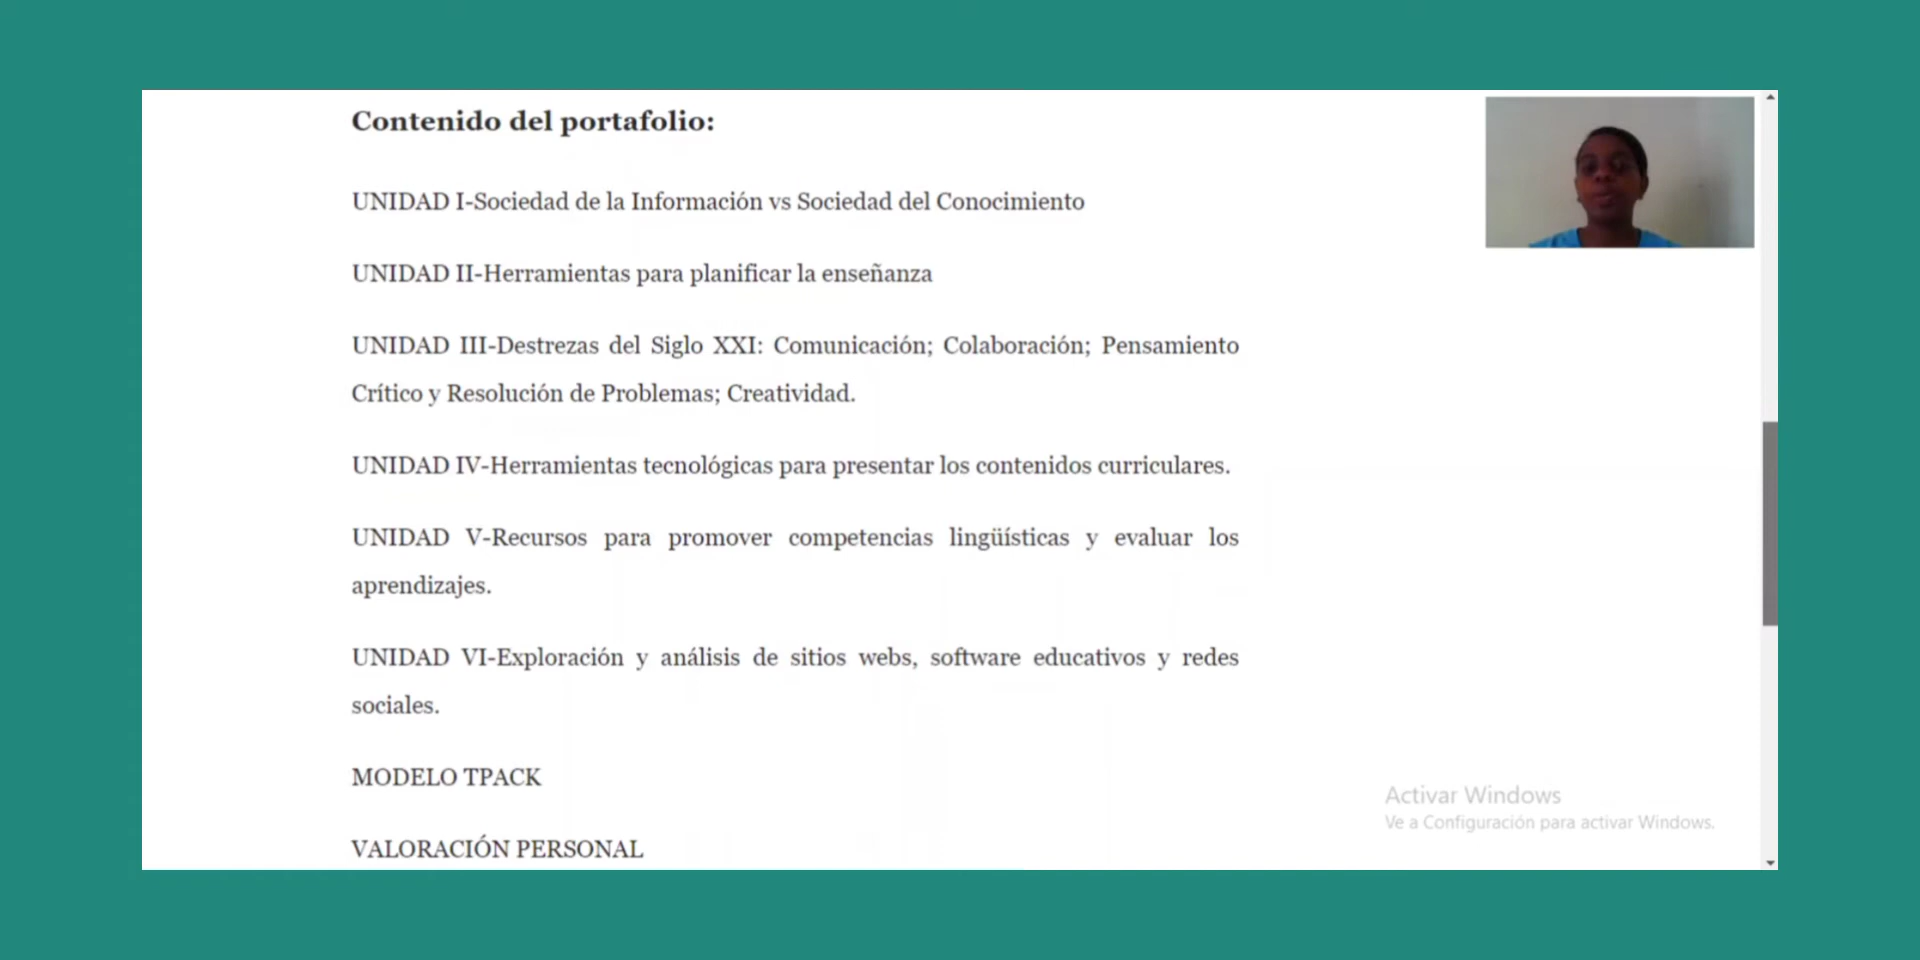 Contenido del portafolio:
UNIDAD I-Sociedad de la Información vs Sociedad del Conocimiento
UNIDAD II-Herramientas para planificar la enseñanza
UNIDAD III-Destrezas del Siglo XXI: Comunicación; Colaboración; Pensamiento
Crítico y Resolución de Problemas; Creatividad.
UNIDAD IV-Herramientas tecnológicas para presentar los contenidos curriculares.
UNIDAD V-Recursos para promover competencias lingüísticas y evaluar los
aprendizajes.
UNIDAD VI-Exploración y análisis de sitios webs, software educativos y redes
sociales.
MODELO TPACK
VALORACIÓN PERSONAL
Activar Windows
Ve a Configuración para activar Windows.